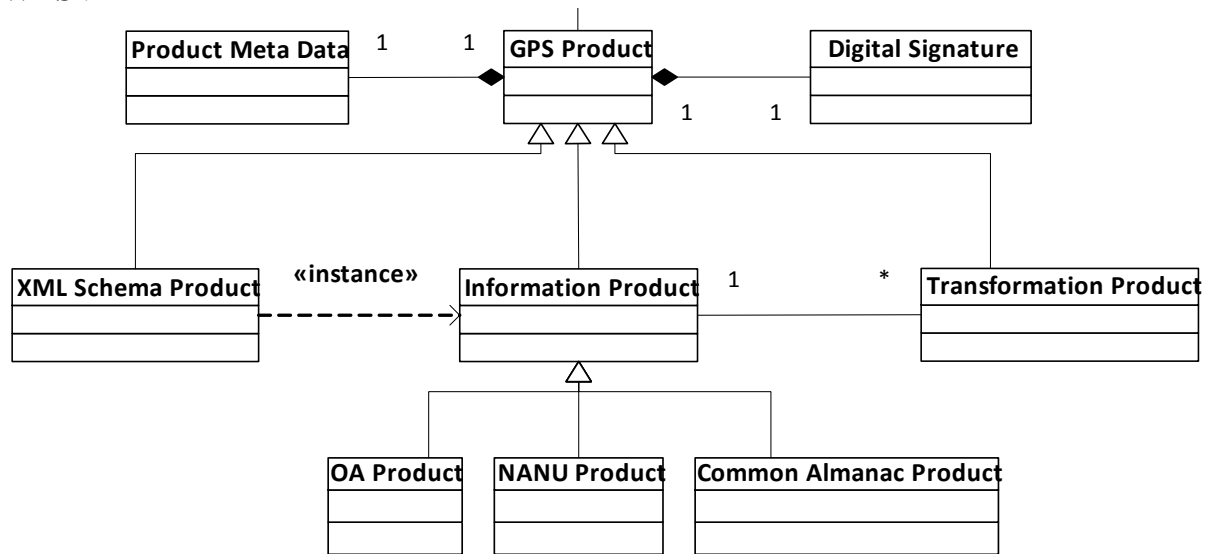 Product Meta Data
1
1
GPS Product
Digital Signature
1
1
XML Schema Product
«instance»
Information Product
1
*
Transformation Product
OA Product
NANU Product
Common Almanac Product